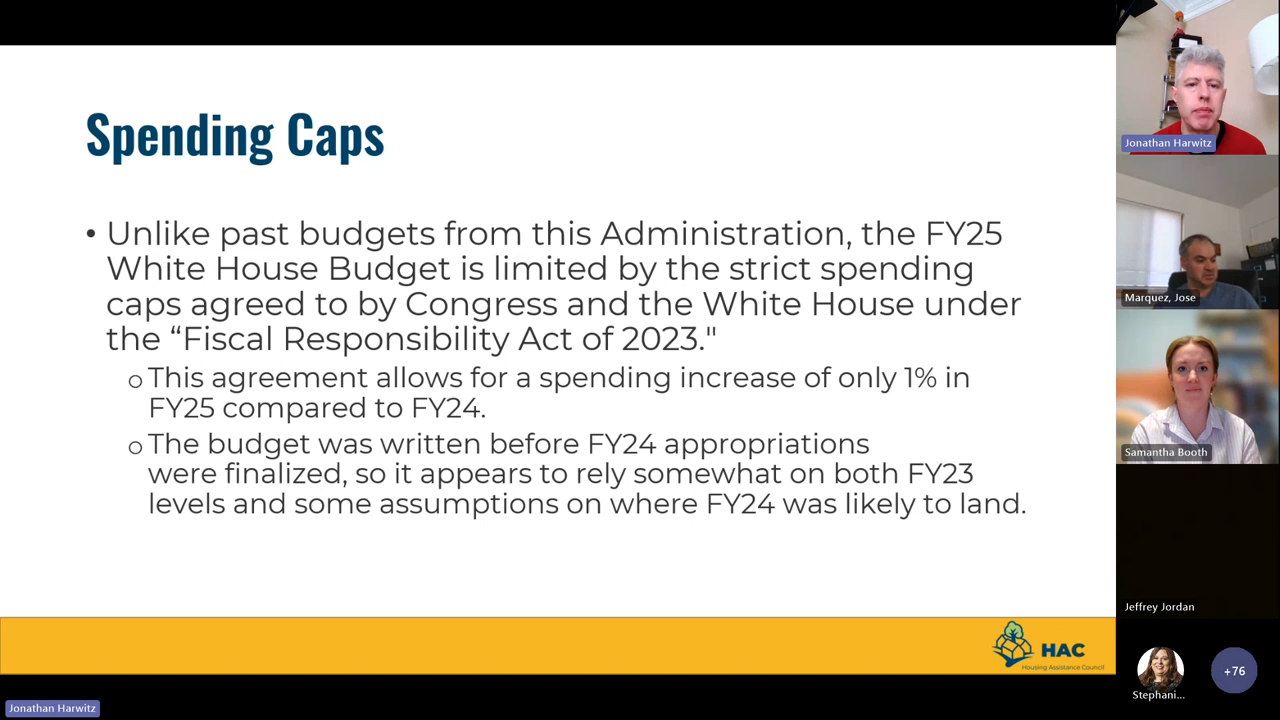 Spending Caps
• Unlike past budgets from this Administration, the FY25
White House Budget is limited by the strict spending
caps agreed to by Congress and the White House under
the “Fiscal Responsibility Act of 2023."
o This agreement allows for a spending increase of only 1% in
FY25 compared to FY24.
o The budget was written before FY24 appropriations
were finalized, so it appears to rely somewhat on both FY23
levels and some assumptions on where FY24 was likely to land.
HAC
Housing Assistance Council
Jonathan Harwitz
Jonathan Harwitz
Marquez, Jose
Samantha Booth
Jeffrey Jordan
Stephani...
+76